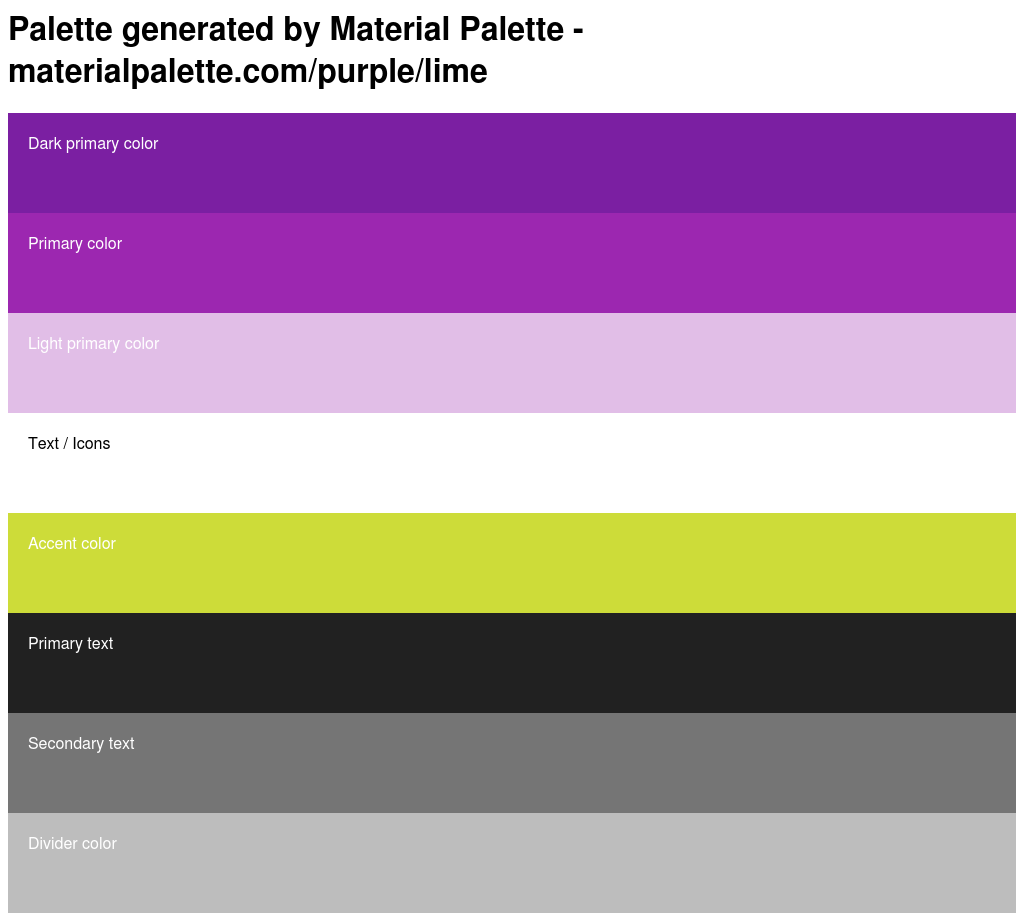 Palette generated by Material Palette -
materialpalette.com/purple/lime
Dark primary color
Primary color
Light primary color
Text / Icons
Accent color
Primary text
Secondary text
Divider color